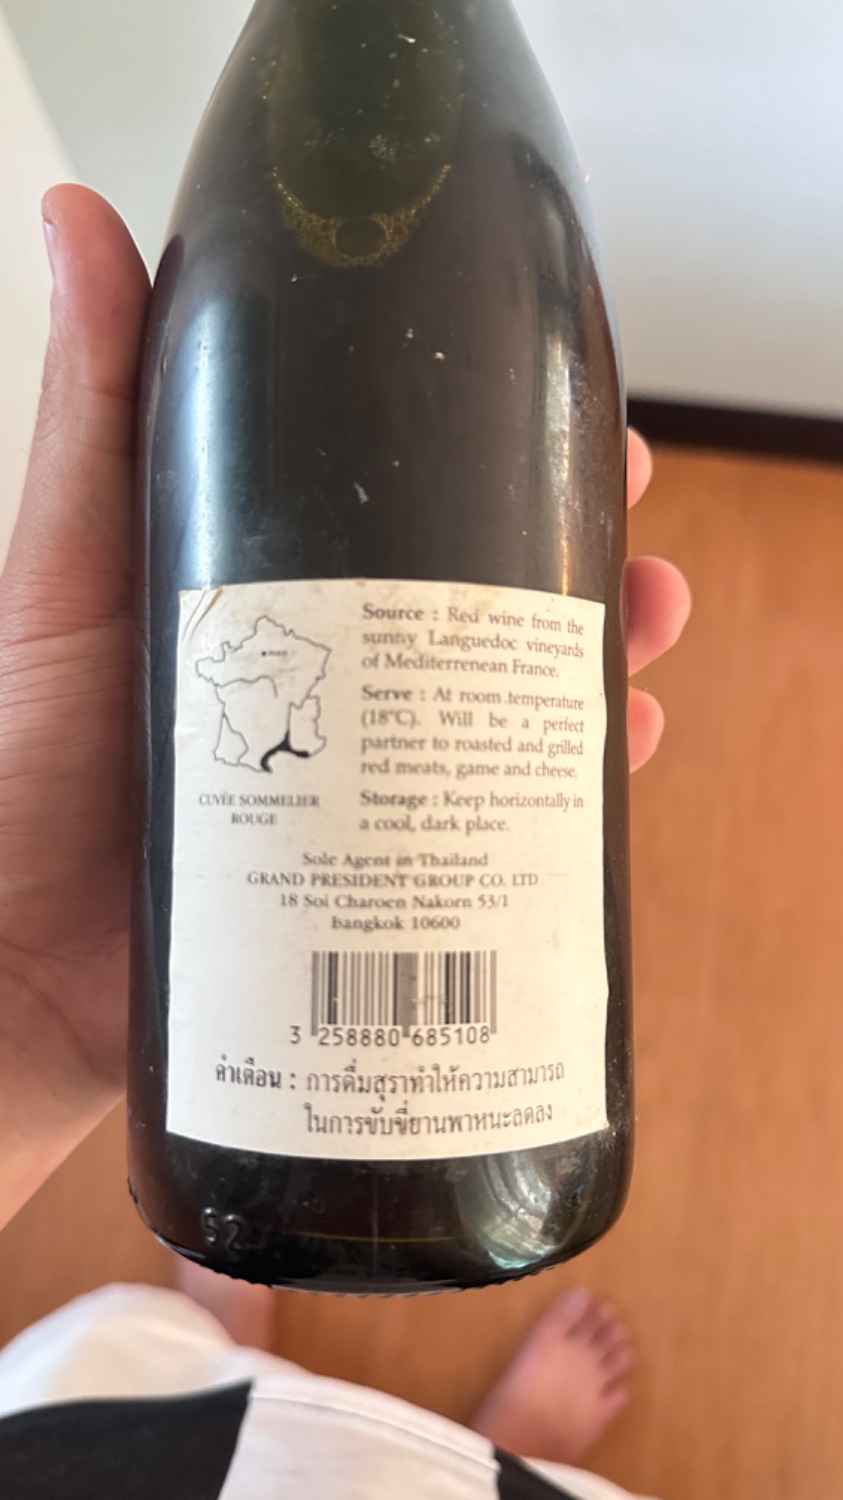 Source : Red wine from the
sunny Languedoc vineyards
of Mediterrenean France.
Serve : At room temperature
(18°C). Will be a perfect
partner to roasted and grilled
red meats, game and cheese.
Storage : Keep horizontally in
a cool, dark place.
CUVÉE SOMMELIER
ROUGE
Sole Agent in Thailand
GRAND PRESIDENT GROUP CO. LTD
18 Soi Charoen Nakorn 53/1
Bangkok 10600
3 258880 685108
คำเตือน : การดื่มสุราทำให้ความสามารถ
ในการขับขี่ยานพาหนะลดลง
52